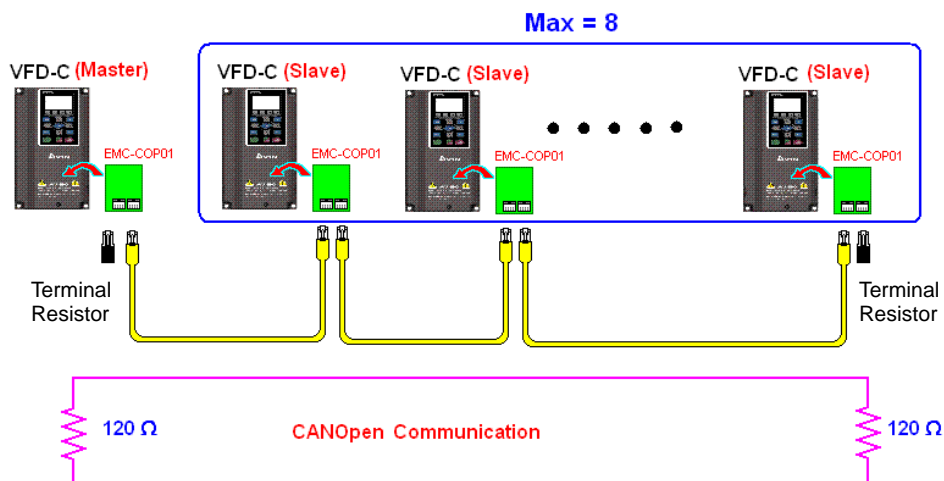 Max = 8
VFD-C (Master)
VFD-C (Slave)
VFD-C (Slave)
VFD-C (Slave)
EMC-COP01
EMC-COP01
EMC-COP01
EMC-COP01
Terminal
Resistor
Terminal
Resistor
120 Ω
CANOpen Communication
120 Ω